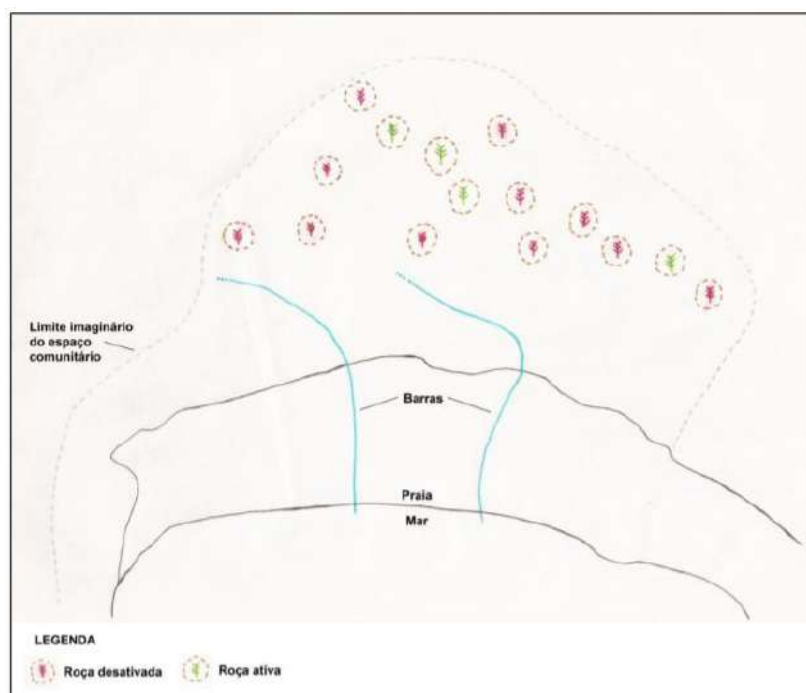 Limite imaginário
do espaço
comunitário
Barras
Praia
Mar
LEGENDA
Roça desativada
Roça ativa